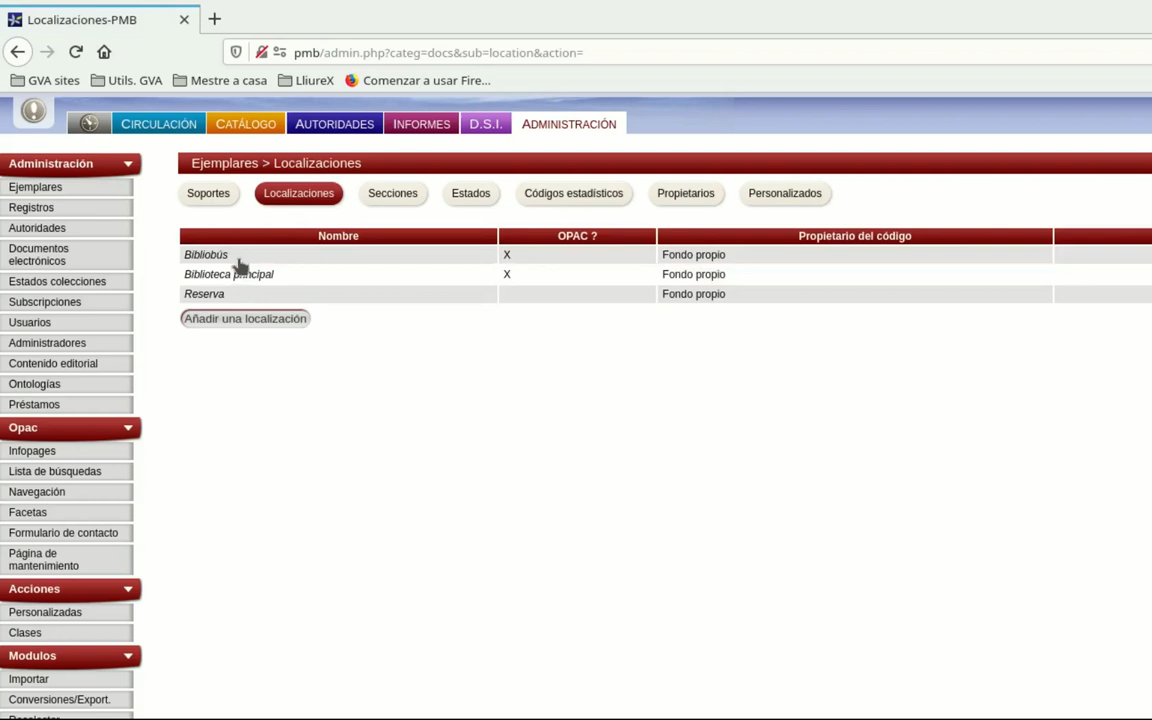 Localizaciones-PMB
pmb/admin.php?categ=docs&sub=location&action=
GVA sites Utils. GVA Mestre a casa LliureX Comenzar a usar Fire...
CIRCULACIÓN CATÁLOGO AUTORIDADES INFORMES D.S.I. ADMINISTRACIÓN
Administración
Ejemplares
Registros
Autoridades
Documentos
electrónicos
Estados colecciones
Subscripciones
Usuarios
Administradores
Contenido editorial
Ontologías
Préstamos
Opac
Infopages
Lista de búsquedas
Navegación
Facetas
Formulario de contacto
Página de
mantenimiento
Acciones
Personalizadas
Clases
Modulos
Importar
Conversiones/Export.
Ejemplares > Localizaciones
Soportes Localizaciones Secciones Estados Códigos estadísticos Propietarios Personalizados
Nombre OPAC ? Propietario del código
Bibliobús X Fondo propio
Biblioteca principal X Fondo propio
Reserva Fondo propio
Añadir una localización